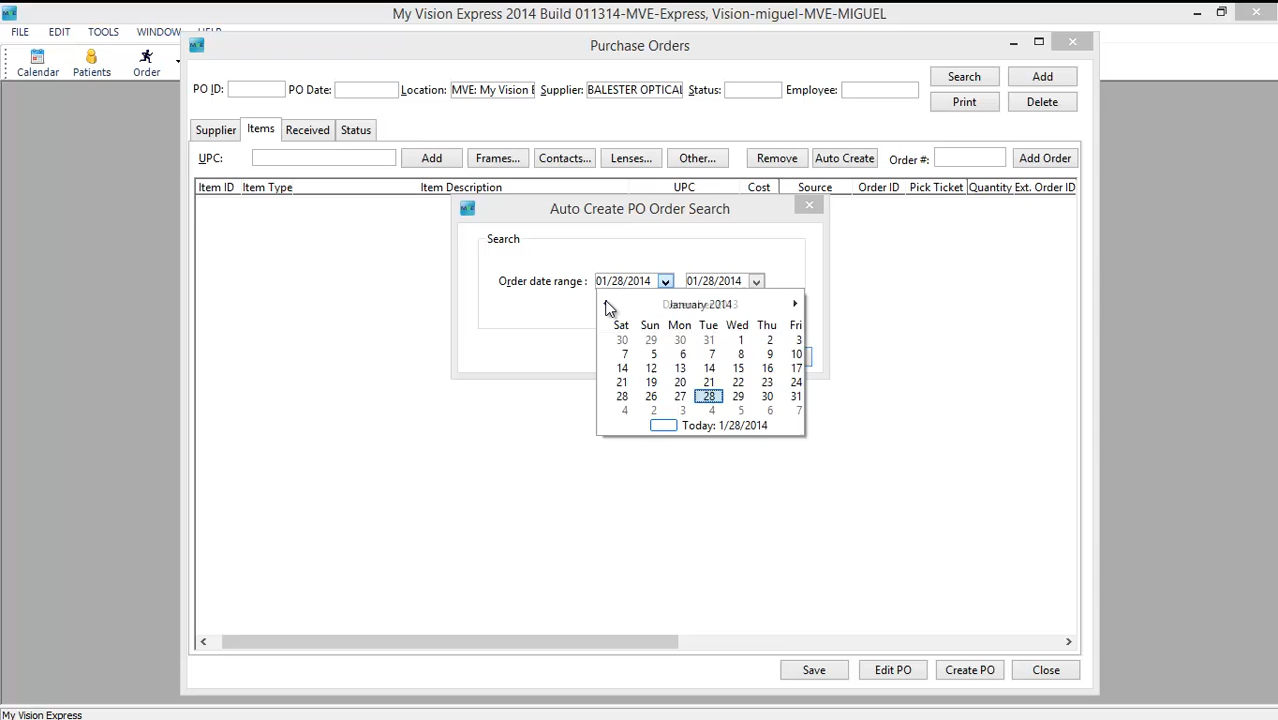 My Vision Express 2014 Build 011314-MVE-Express, Vision-miguel-MVE-MIGUEL
FILE EDIT TOOLS WINDOW HELP
Calendar Patients Order
Purchase Orders
PO ID: PO Date: Location: MVE: My Vision E Supplier: BALESTER OPTICAL Status: Employee:
Search Add
Print Delete
Supplier Items Received Status
UPC: Add Frames... Contacts... Lenses... Other... Remove Auto Create Order #: Add Order
Item ID Item Type Item Description UPC Cost Source Order ID Pick Ticket Quantity Ext. Order ID
Auto Create PO Order Search
Search
Order date range : 01/28/2014 01/28/2014
January 2014
Sat Sun Mon Tue Wed Thu Fri
30 29 30 31 1 2 3
7 5 6 7 8 9 10
14 12 13 14 15 16 17
21 19 20 21 22 23 24
28 26 27 28 29 30 31
4 2 3 4 5 6 7
Today: 1/28/2014
Save Edit PO Create PO Close
My Vision Express